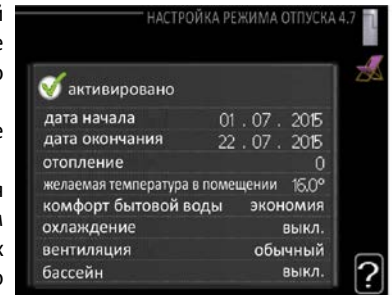 НАСТРОЙКА РЕЖИМА ОТПУСКА 4.7
активировано
дата начала 01 . 07 . 2015
дата окончания 22 . 07 . 2015
отопление 0
желаемая температура в помещении 16.0°
комфорт бытовой воды экономия
охлаждение выкл.
вентиляция обычный
бассейн выкл.
?